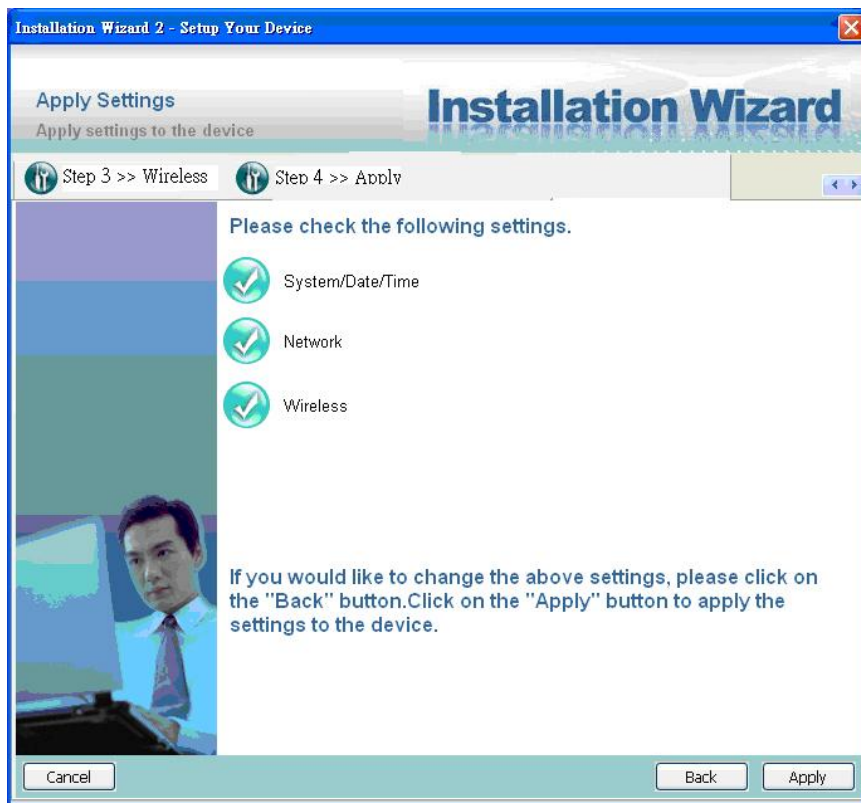 Installation Wizard 2 - Setup Your Device
Apply Settings
Installation Wizard
Apply settings to the device
Step 3 >> Wireless
Step 4 >> Apply
Please check the following settings.
System/Date/Time
Network
Wireless
If you would like to change the above settings, please click on
the "Back" button.Click on the "Apply" button to apply the
settings to the device.
Cancel
Back
Apply